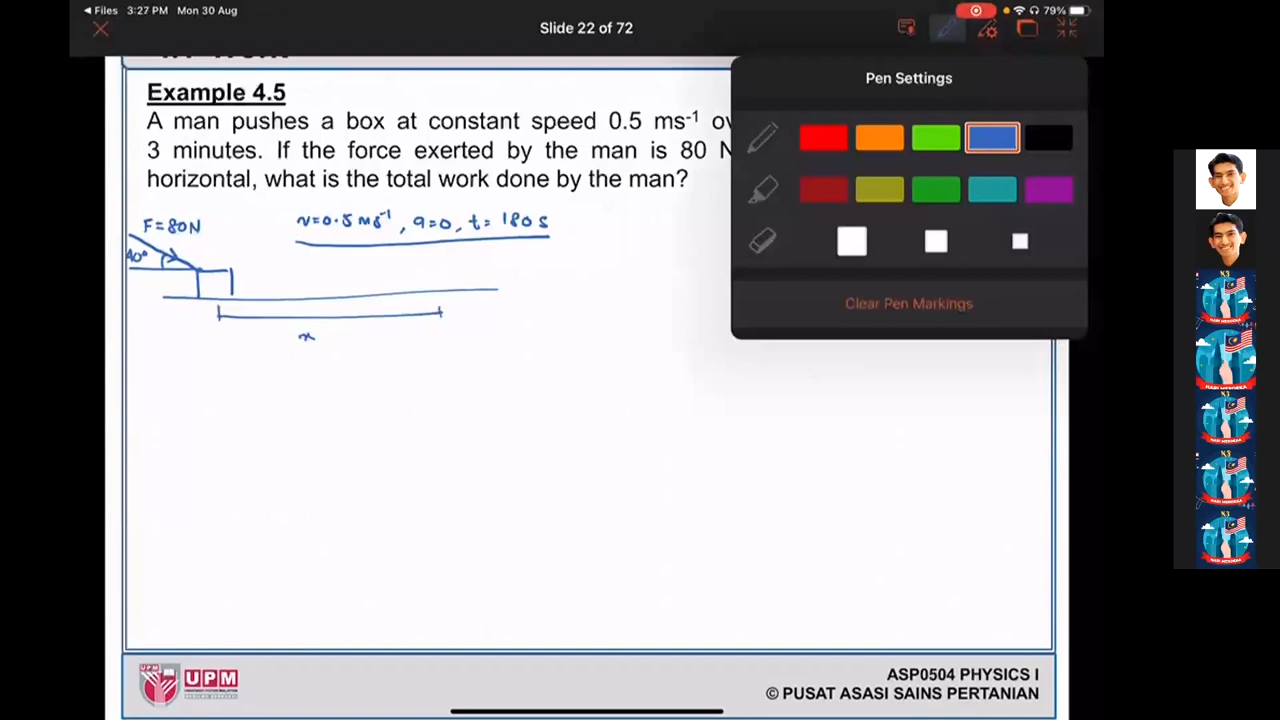 Files 3:27 PM Mon 30 Aug
79%
Slide 22 of 72
Pen Settings
Example 4.5
A man pushes a box at constant speed 0.5 ms-1
3 minutes. If the force exerted by the man is 80 N
horizontal, what is the total work done by the man?
F=80N
v=0.5 ms-1, a=0, t=180s
40°
x
Clear Pen Markings
UPM
UPM
ASP0504 PHYSICS I
© PUSAT ASASI SAINS PERTANIAN